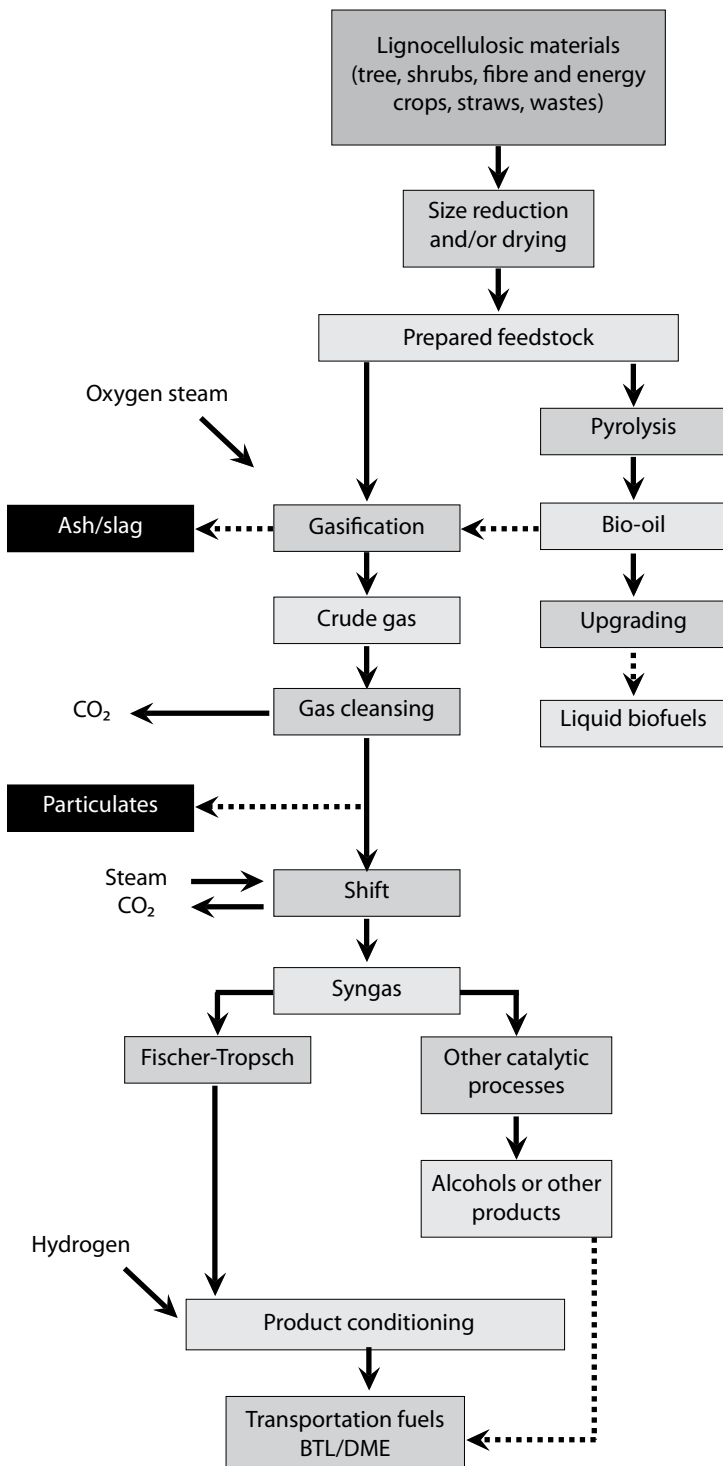 Lignocellulosic materials
(tree, shrubs, fibre and energy
crops, straws, wastes)
Size reduction
and/or drying
Prepared feedstock
Oxygen steam
Pyrolysis
Ash/slag
Gasification
Bio-oil
Crude gas
Upgrading
CO₂
Gas cleansing
Liquid biofuels
Particulates
Steam
CO₂
Shift
Syngas
Fischer-Tropsch
Other catalytic
processes
Alcohols or other
products
Hydrogen
Product conditioning
Transportation fuels
BTL/DME